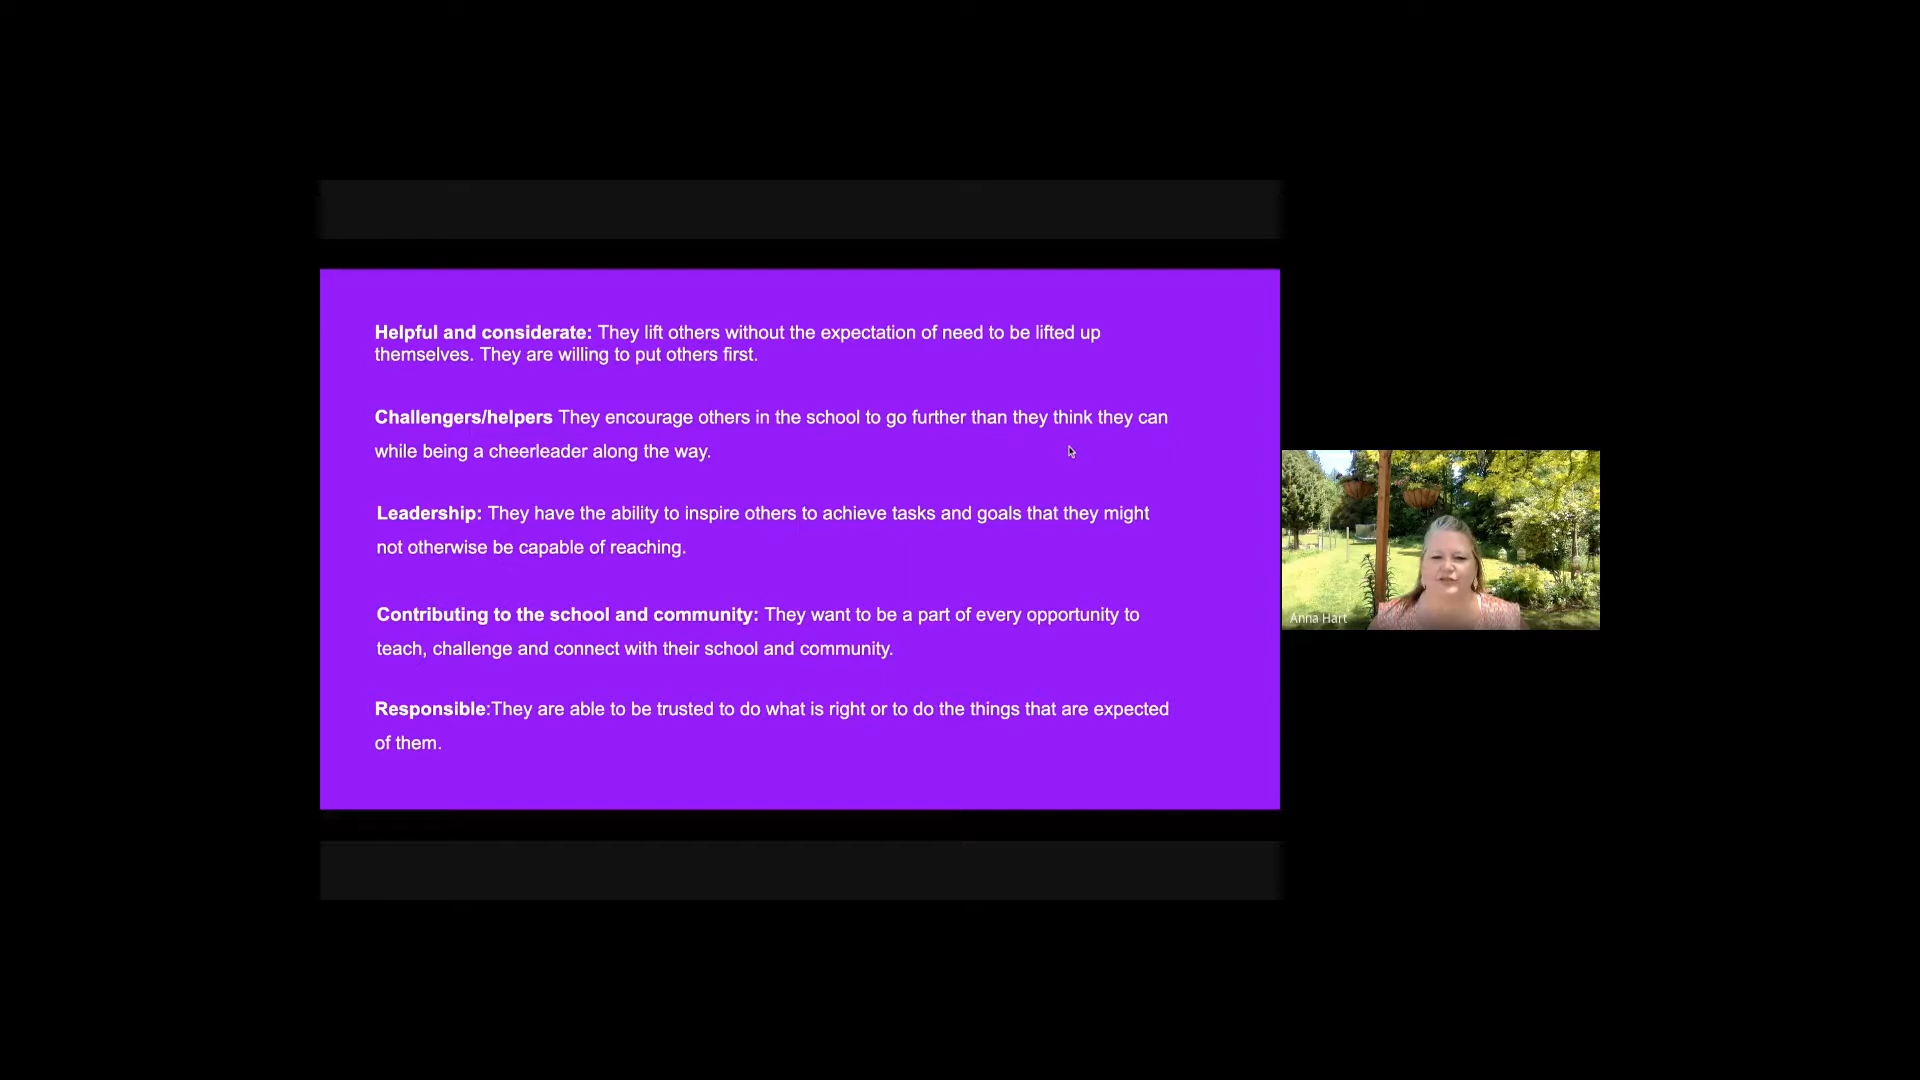 Helpful and considerate: They lift others without the expectation of need to be lifted up
themselves. They are willing to put others first.
Challengers/helpers They encourage others in the school to go further than they think they can
while being a cheerleader along the way.
Leadership: They have the ability to inspire others to achieve tasks and goals that they might
not otherwise be capable of reaching.
Contributing to the school and community: They want to be a part of every opportunity to
teach, challenge and connect with their school and community.
Responsible:They are able to be trusted to do what is right or to do the things that are expected
of them.
Anna Hart